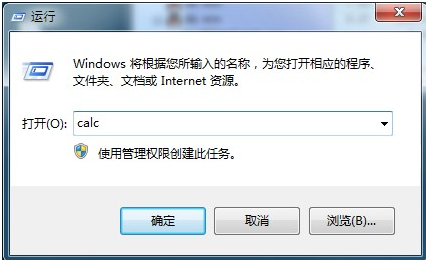 运行
Windows 将根据您所输入的名称，为您打开相应的程序、
文件夹、文档或 Internet 资源。
打开(O): calc
使用管理权限创建此任务。
确定 取消 浏览(B)...